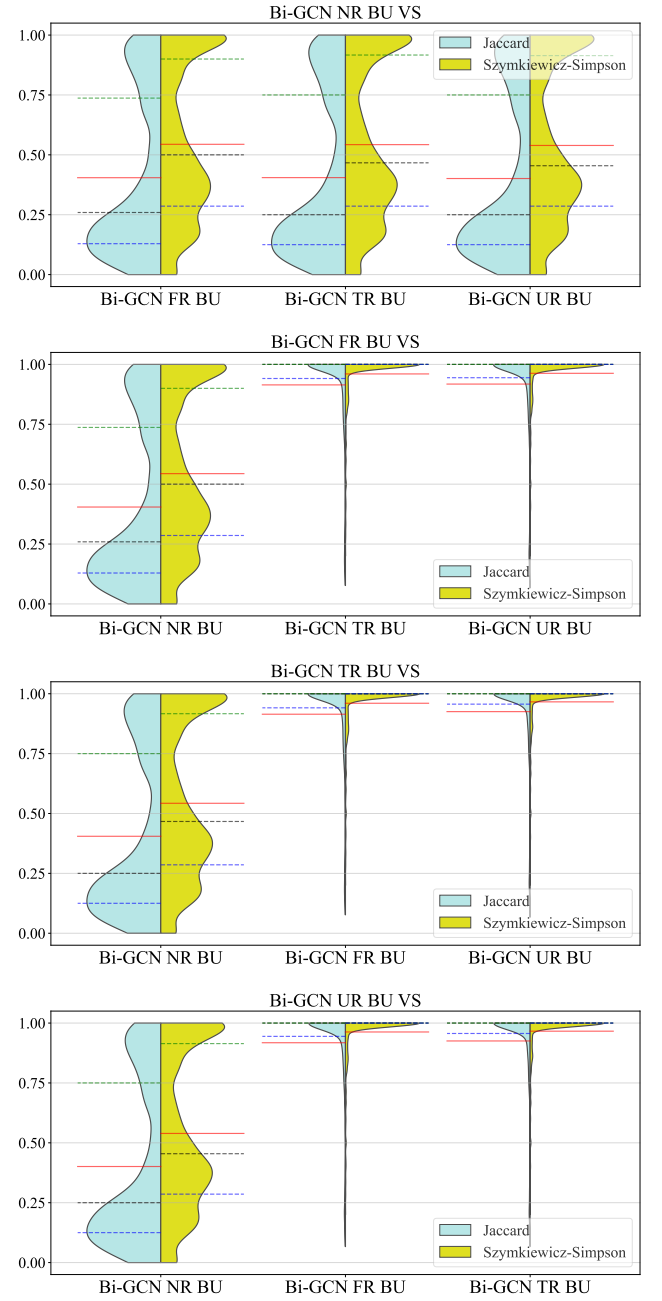 Bi-GCN NR BU VS
1.00
0.75
0.50
0.25
0.00
Jaccard
Szymkiewicz-Simpson
Bi-GCN FR BU
Bi-GCN TR BU
Bi-GCN UR BU
Bi-GCN FR BU VS
1.00
0.75
0.50
0.25
0.00
Jaccard
Szymkiewicz-Simpson
Bi-GCN NR BU
Bi-GCN TR BU
Bi-GCN UR BU
Bi-GCN TR BU VS
1.00
0.75
0.50
0.25
0.00
Jaccard
Szymkiewicz-Simpson
Bi-GCN NR BU
Bi-GCN FR BU
Bi-GCN UR BU
Bi-GCN UR BU VS
1.00
0.75
0.50
0.25
0.00
Jaccard
Szymkiewicz-Simpson
Bi-GCN NR BU
Bi-GCN FR BU
Bi-GCN TR BU